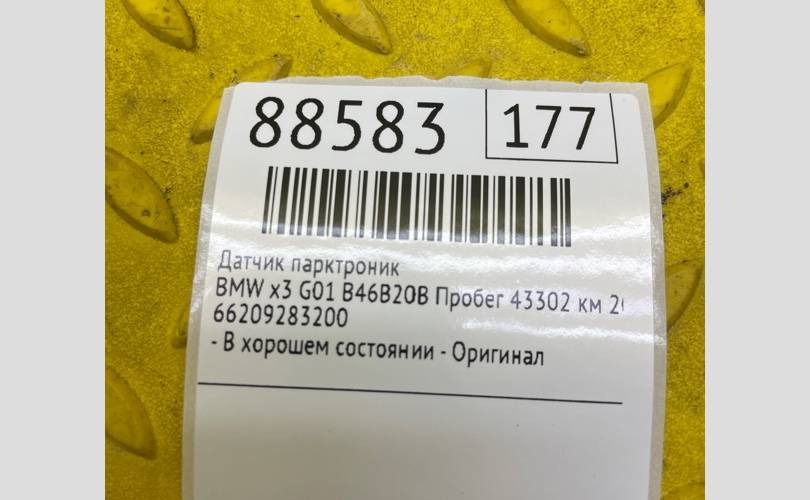 88583 177
Датчик парктроник
BMW x3 G01 B46B20B Пробег 43302 км
66209283200
- В хорошем состоянии - Оригинал